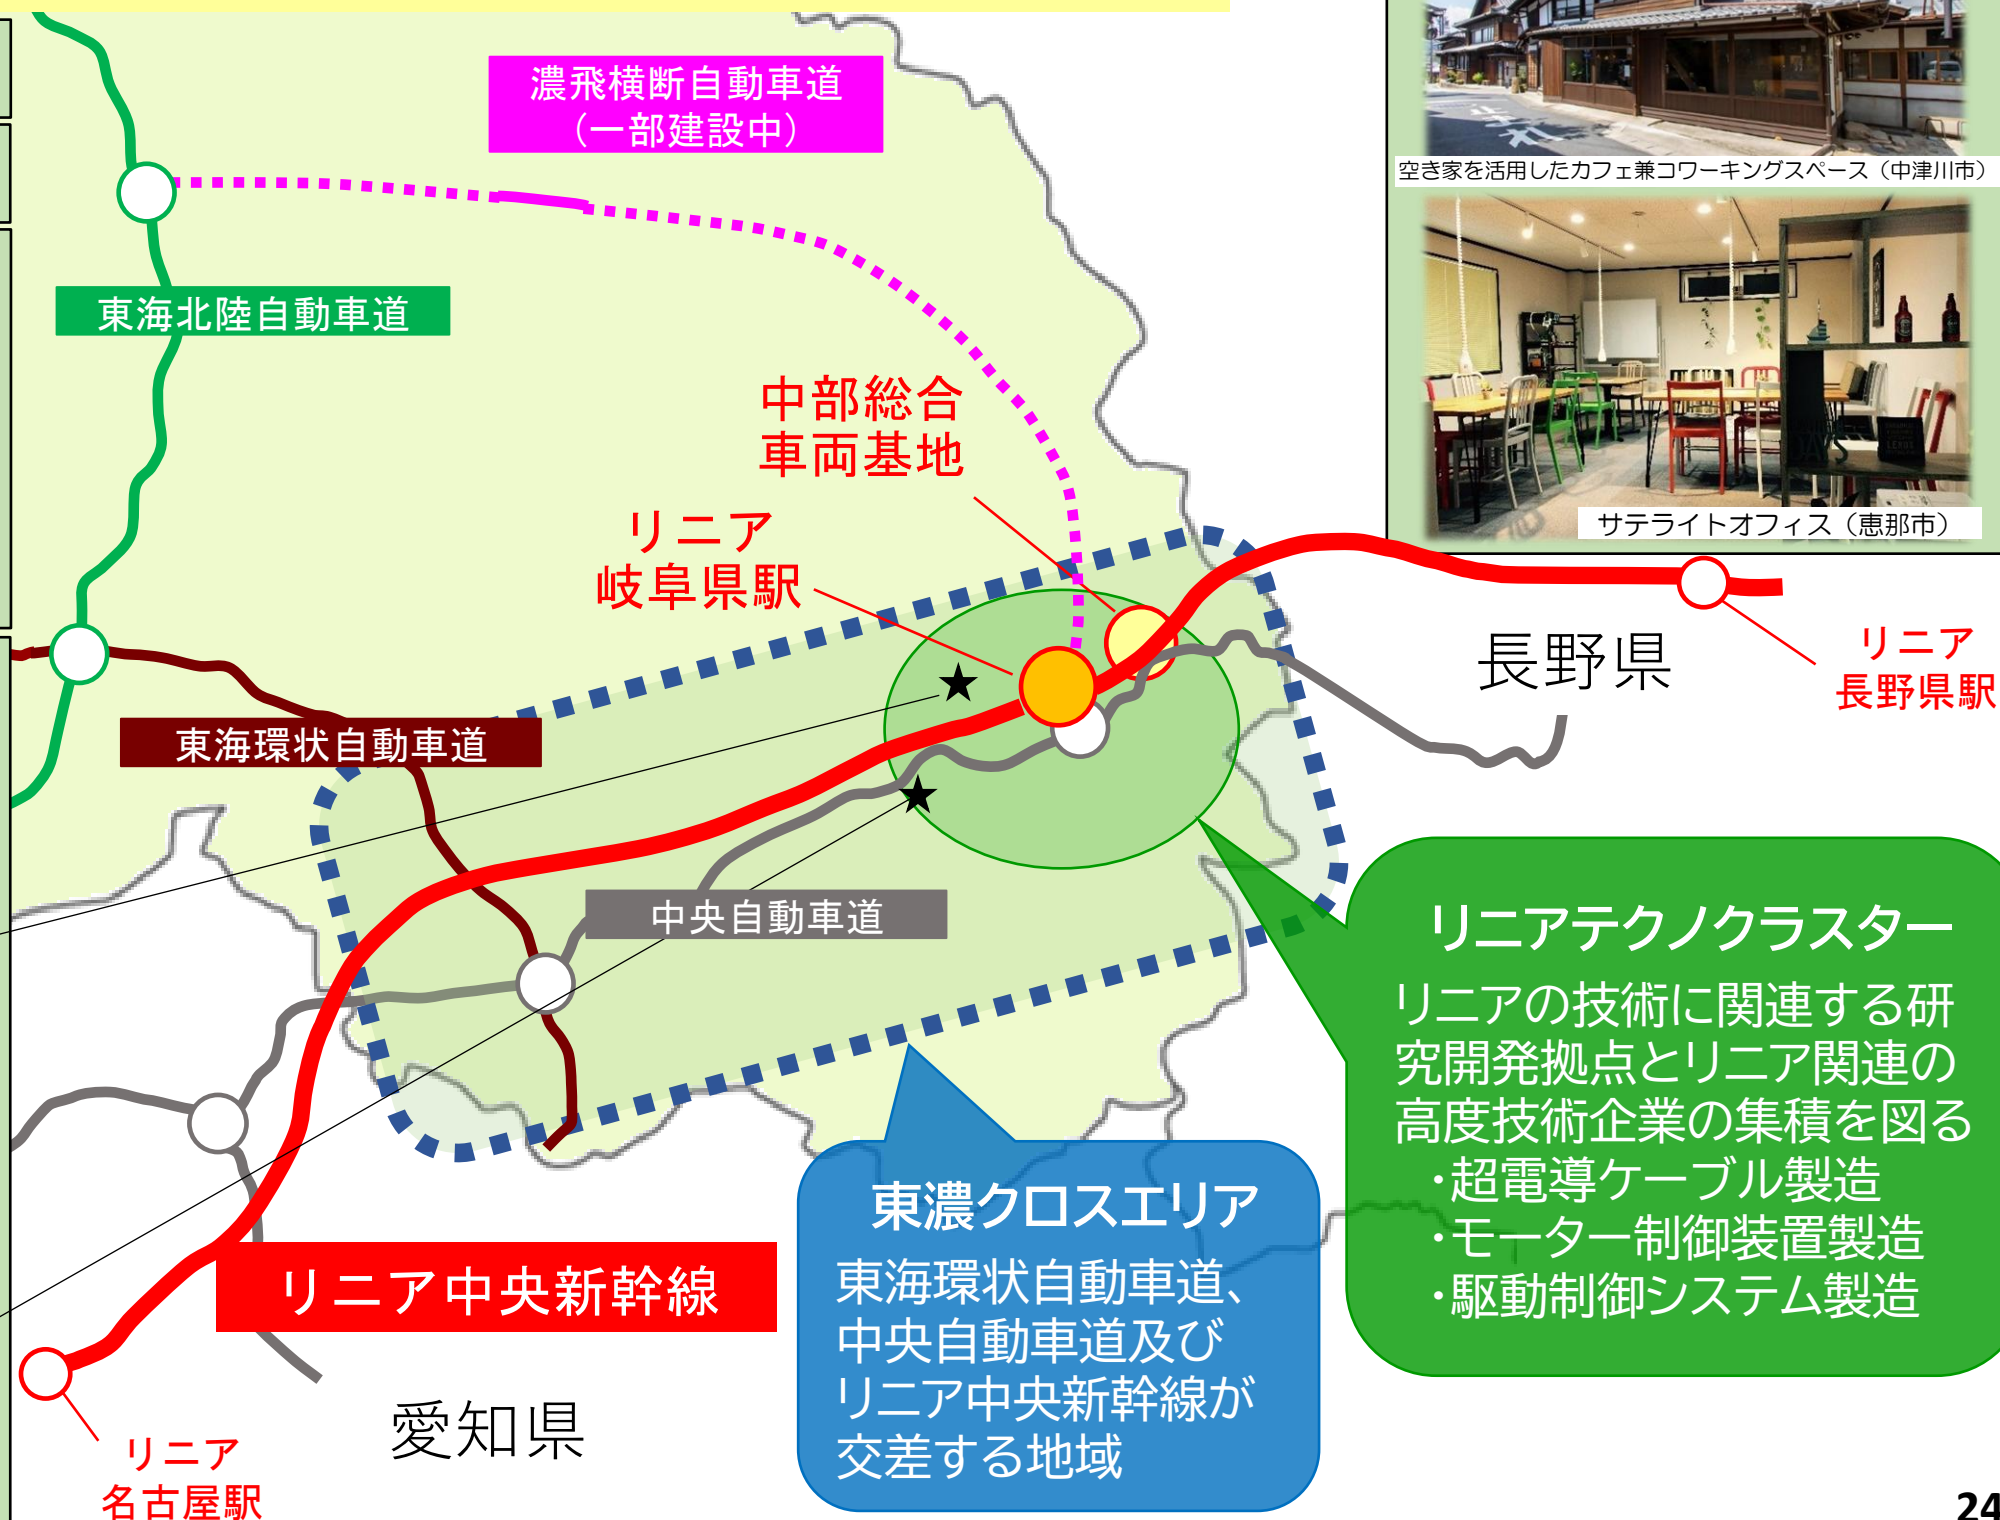 濃飛横断自動車道
（一部建設中）
空き家を活用したカフェ兼コワーキングスペース（中津川市）
東海北陸自動車道
中部総合
車両基地
サテライトオフィス（恵那市）
リニア
岐阜県駅
長野県
リニア
長野県駅
東海環状自動車道
中央自動車道
リニアテクノクラスター
リニアの技術に関連する研
究開発拠点とリニア関連の
高度技術企業の集積を図る
・超電導ケーブル製造
・モーター制御装置製造
・駆動制御システム製造
東濃クロスエリア
東海環状自動車道、
中央自動車道及び
リニア中央新幹線が
交差する地域
リニア中央新幹線
愛知県
リニア
名古屋駅
24